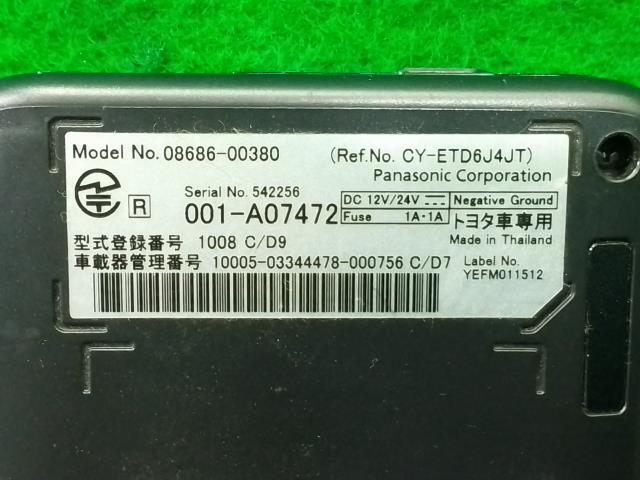 Model No. 08686-00380 (Ref.No. CY-ETD6J4JT)
Panasonic Corporation
Serial No. 542256
R 001-A07472
DC 12V/24V Negative Ground
Fuse 1A·1A トヨタ車専用
型式登録番号 1008 C/D9 Made in Thailand
車載器管理番号 10005-03344478-000756 C/D7 Label No.
YEFM011512